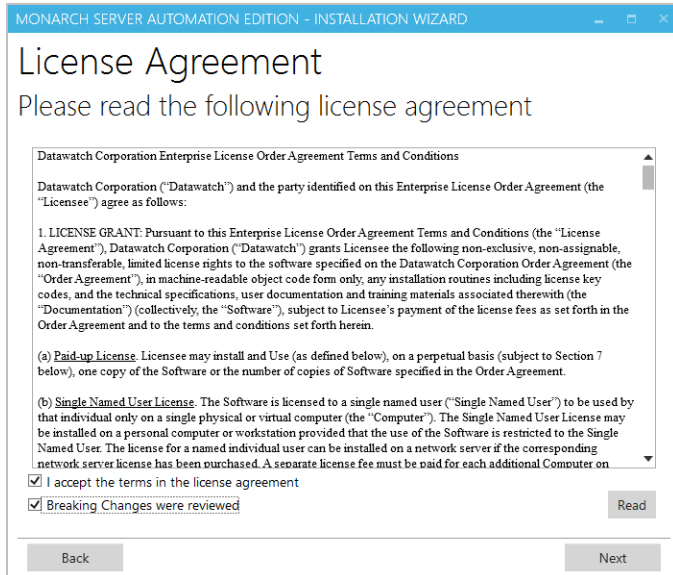 MONARCH SERVER AUTOMATION EDITION - INSTALLATION WIZARD
License Agreement
Please read the following license agreement
Datawatch Corporation Enterprise License Order Agreement Terms and Conditions
Datawatch Corporation (“Datawatch”) and the party identified on this Enterprise License Order Agreement (the
“Licensee”) agree as follows:
1. LICENSE GRANT: Pursuant to this Enterprise License Order Agreement Terms and Conditions (the “License
Agreement”), Datawatch Corporation (“Datawatch”) grants Licensee the following non-exclusive, non-assignable,
non-transferable, limited license rights to the software specified on the Datawatch Corporation Order Agreement (the
“Order Agreement”), in machine-readable object code form only, any installation routines including license key
codes, and the technical specifications, user documentation and training materials associated therewith (the
“Documentation”) (collectively, the “Software”), subject to Licensee’s payment of the license fees as set forth in the
Order Agreement and to the terms and conditions set forth herein.
(a) Paid-up License. Licensee may install and Use (as defined below), on a perpetual basis (subject to Section 7
below), one copy of the Software or the number of copies of Software specified in the Order Agreement.
(b) Single Named User License. The Software is licensed to a single named user (“Single Named User”) to be used by
that individual only on a single physical or virtual computer (the “Computer”). The Single Named User License may
be installed on a personal computer or workstation provided that the use of the Software is restricted to the Single
Named User. The license for a named individual user can be installed on a network server if the corresponding
network server license has been purchased. A separate license fee must be paid for each additional Computer on
I accept the terms in the license agreement
Breaking Changes were reviewed
Read
Back
Next